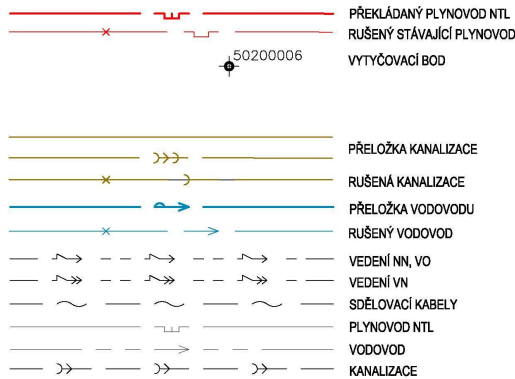 PŘEKLÁDANÝ PLYNOVOD NTL
RUŠENÝ STÁVAJÍCÍ PLYNOVOD
50200006
VYTYČOVACÍ BOD
PŘELOŽKA KANALIZACE
RUŠENÁ KANALIZACE
PŘELOŽKA VODOVODU
RUŠENÝ VODOVOD
VEDENÍ NN, VO
VEDENÍ VN
SDĚLOVACÍ KABELY
PLYNOVOD NTL
VODOVOD
KANALIZACE